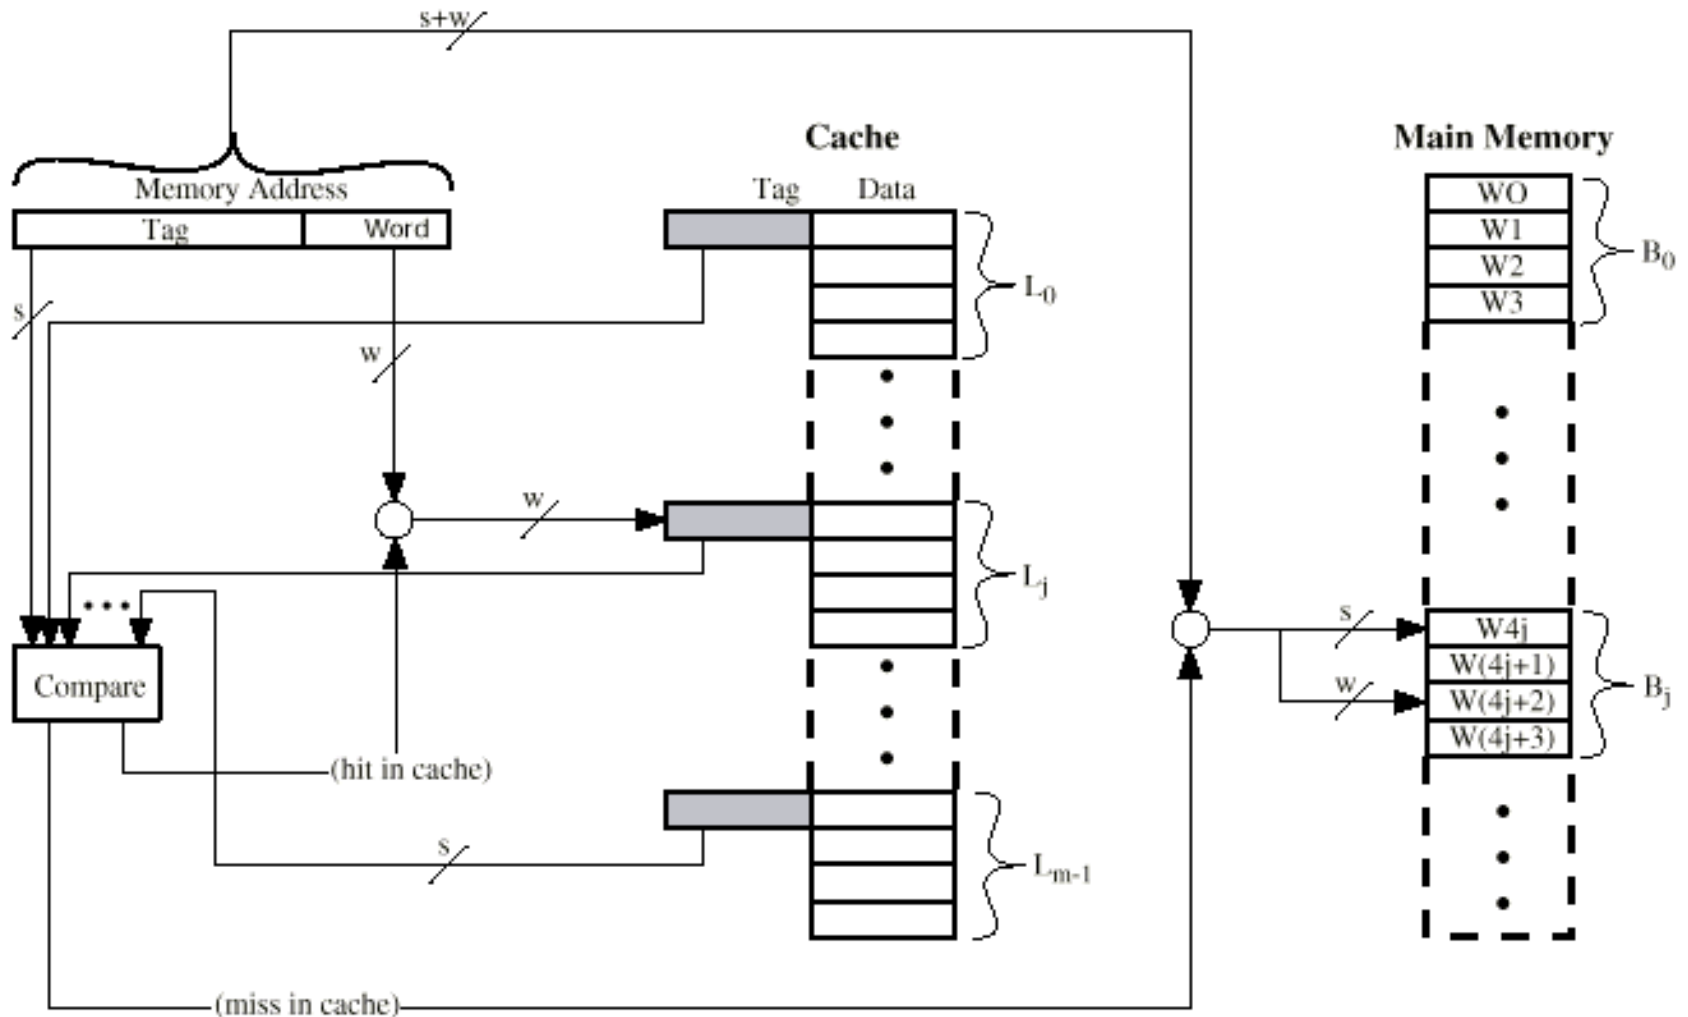 s+w
Cache
Main Memory
Memory Address
Tag Data
Tag Word
WO
W1
W2
W3
B0
L0
s
w
w
Lj
s
W4j
W(4j+1)
w
W(4j+2)
W(4j+3)
Bj
Compare
(hit in cache)
s
Lm-1
(miss in cache)